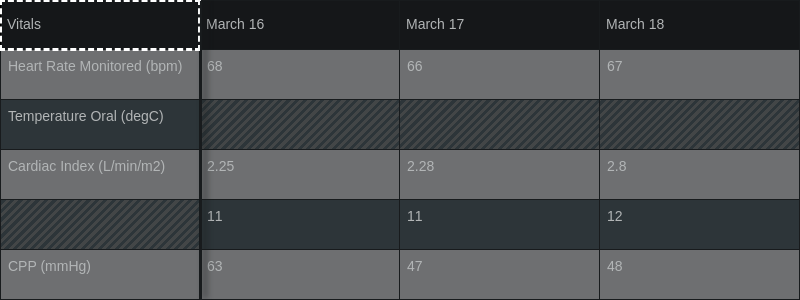 Vitals March 16 March 17 March 18
Heart Rate Monitored (bpm) 68 66 67
Temperature Oral (degC)
Cardiac Index (L/min/m2) 2.25 2.28 2.8
11 11 12
CPP (mmHg) 63 47 48